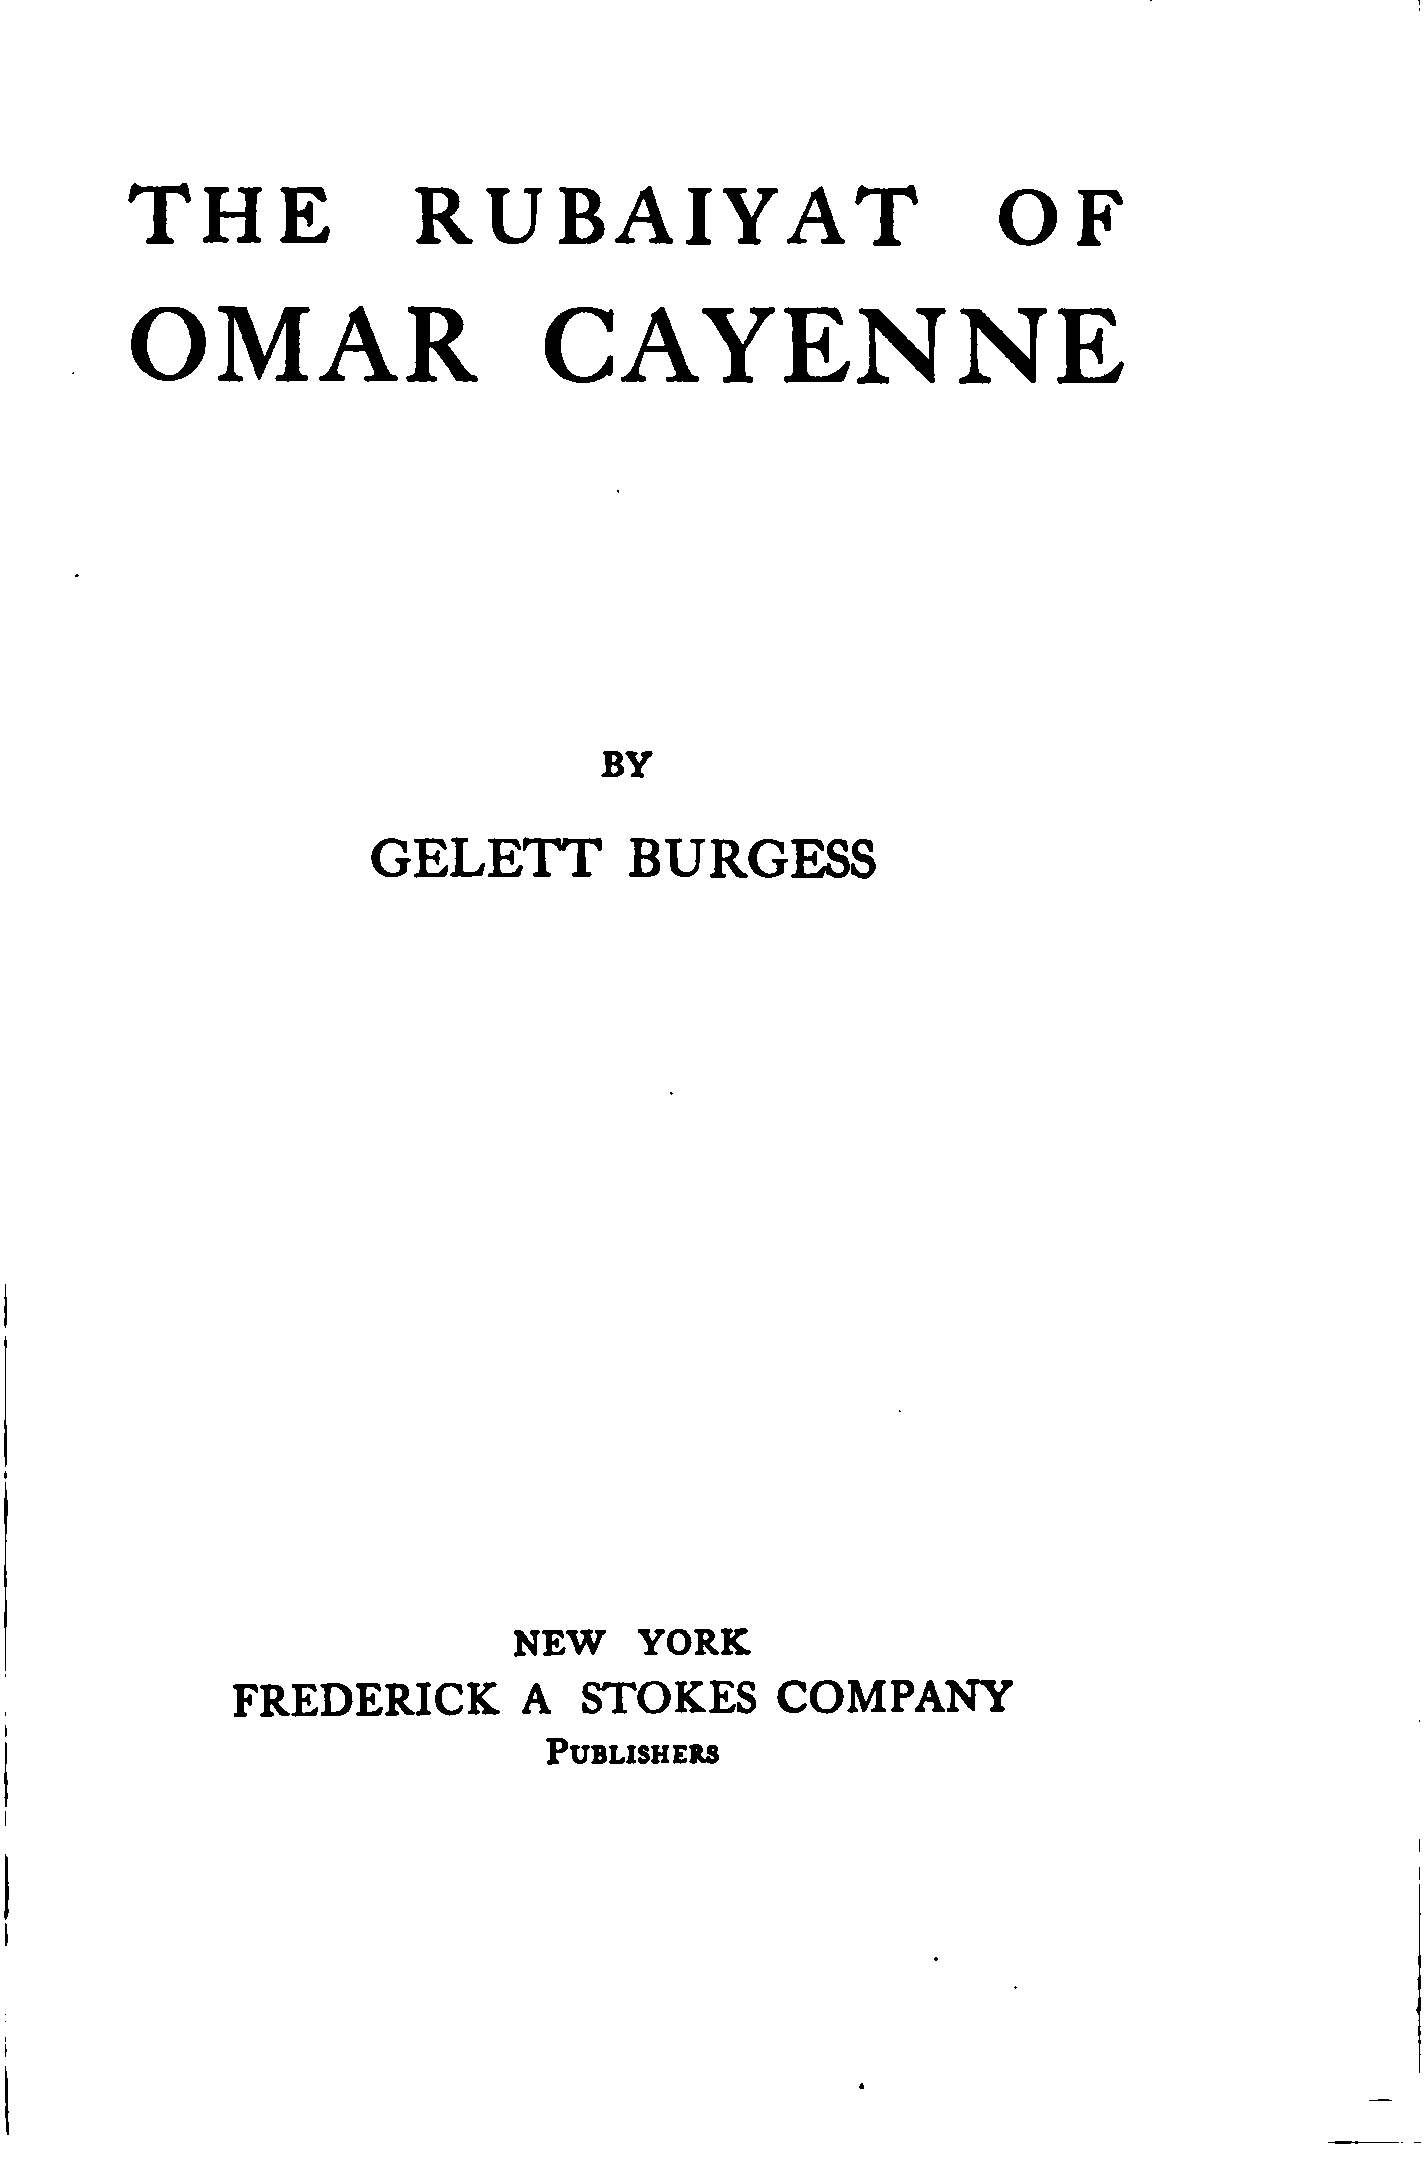 THE RUBAIYAT OF
OMAR CAYENNE
BY
GELETT BURGESS
NEW YORK
FREDERICK A STOKES COMPANY
PUBLISHERS